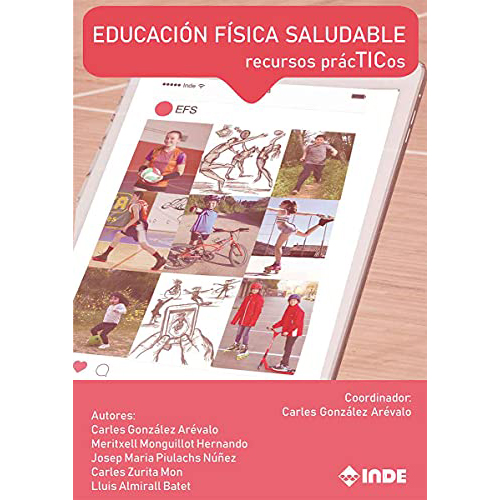 EDUCACIÓN FÍSICA SALUDABLE
recursos prácTICos
Inde
EFS
Coordinador:
Carles González Arévalo
Autores:
Carles González Arévalo
Meritxell Monguillot Hernando
Josep Maria Piulachs Núñez
Carles Zurita Mon
Lluis Almirall Batet
INDE